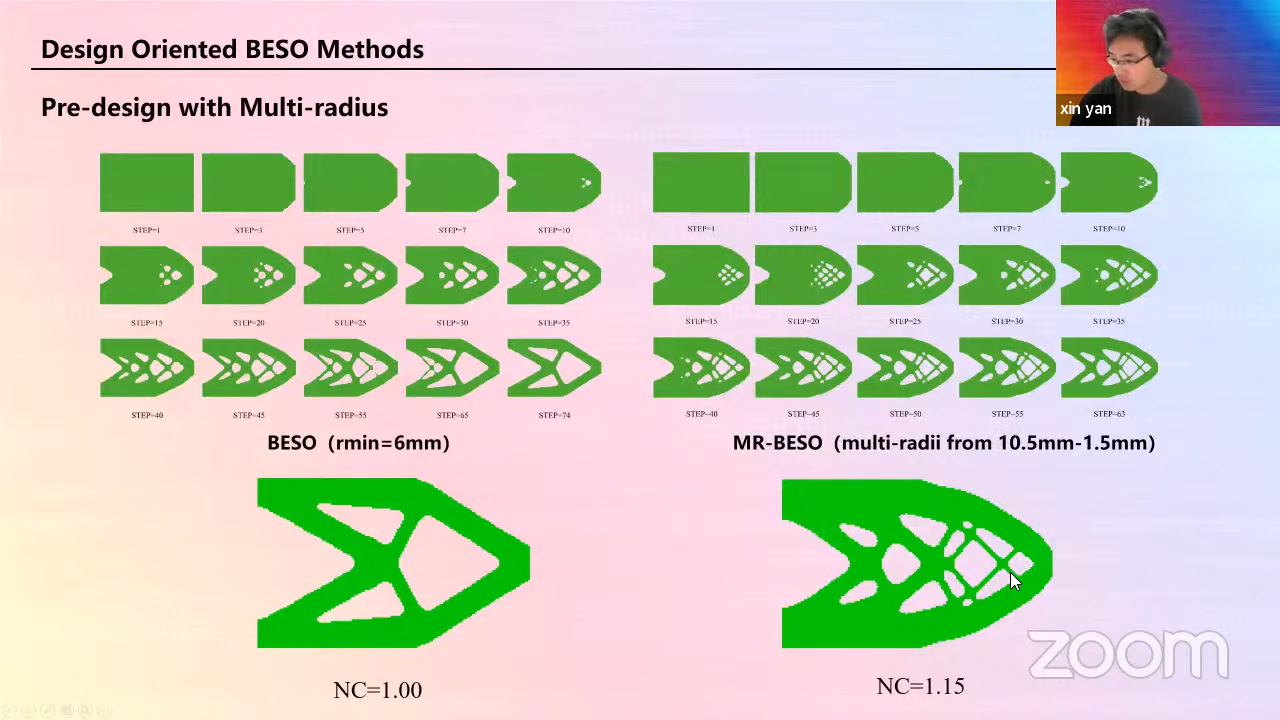 Design Oriented BESO Methods
xin yan
Pre-design with Multi-radius
STEP=1 STEP=3 STEP=5 STEP=7 STEP=10
STEP=15 STEP=20 STEP=25 STEP=30 STEP=35
STEP=40 STEP=45 STEP=55 STEP=65 STEP=74
BESO（rmin=6mm）
STEP=1 STEP=3 STEP=5 STEP=7 STEP=10
STEP=15 STEP=20 STEP=25 STEP=30 STEP=35
STEP=40 STEP=45 STEP=50 STEP=55 STEP=63
MR-BESO（multi-radii from 10.5mm-1.5mm）
NC=1.00
NC=1.15
zoom